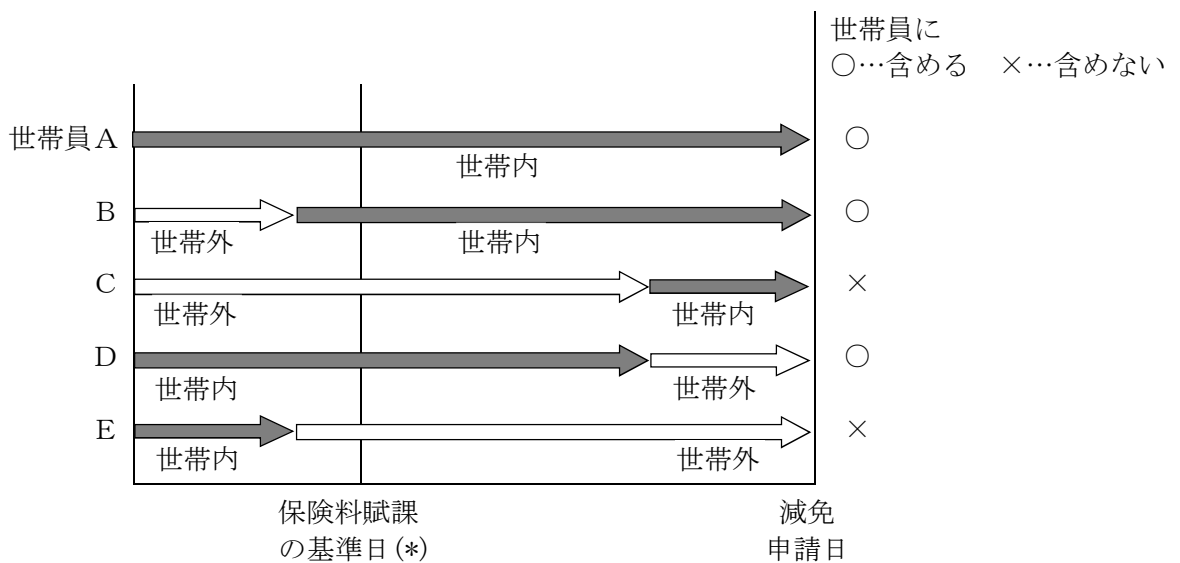 世帯員に
○…含める　×…含めない
世帯員A ○
世帯内
B ○
世帯外 世帯内
C ×
世帯外 世帯内
D ○
世帯内 世帯外
E ×
世帯内 世帯外
保険料賦課 減免
の基準日(*) 申請日